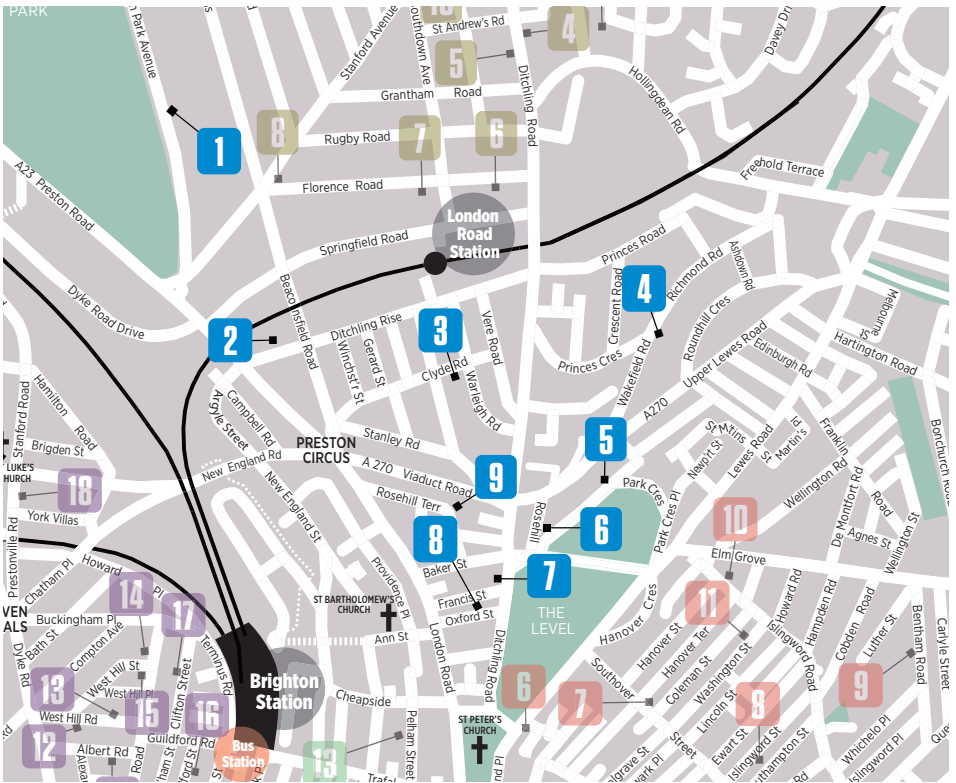 PARK
n Park Avenue
Stanford Avenue
outhdown Ave
St Andrew's Rd
4
5
Davey Dri
Grantham Road
Ditchling Road
Hollingdean Rd
1
8
Rugby Road
7
6
Florence Road
Freehold Terrace
A23 Preston Road
London
Road
Station
Springfield Road
Princes Road
Ashdown Rd
Crescent Road
Richmond Rd
4
Melbourne St
Dyke Road Drive
Beaconsfield Road
2
Ditchling Rise
3
Vere Road
Roundhill Cres
Hartington Road
Winchst'r St
Gerard St
Clyde Rd
Warleigh Rd
Princes Cres
Wakefield Rd
Upper Lewes Road
Edinburgh Rd
Stanford Road
Hamilton Road
Argyle Street
Campbell Rd
A270
Bonchurch Road
Brigden St
PRESTON
CIRCUS
Stanley Rd
5
St M'tins
Newp't St
Lewes Road
St Martin's
Franklin Road
LUKE'S
HURCH
New England Rd
A 270 Viaduct Road
9
Wellington Rd
18
New England St
Rosehill Terr
Park Cres
Park Cres Pl
De Montford Rd
York Villas
Prestonville Rd
Rosehill
6
10
Agnes St
Wellington St
8
Elm Grove
Howard Pl
Chatham Pl
Providence Pl
Baker St
7
14
17
ST BARTHOLOMEW'S
CHURCH
Francis St
Oxford St
THE
LEVEL
11
Howard Rd
Hampden Rd
Cobden Road
Luther St
Bentham Road
Carlyle Street
VEN
ALS
Buckingham Pl
Bath St
Compton Ave
Terminus Rd
Ann St
London Road
Ditchling Road
Hanover Cres
Hanover St
Hanover Ter
Islingword Road
Dyke Rd
West Hill St
Clifton Street
Coleman St
Washington St
13
West Hill Pl
15
16
Brighton
Station
Cheapside
6
7
Southover Street
Lincoln St
8
9
West Hill Rd
12
Guildford Rd
Pelham Street
ST PETER'S
CHURCH
Ewart St
Whichelo Pl
Albert Rd
Bus
Station
13